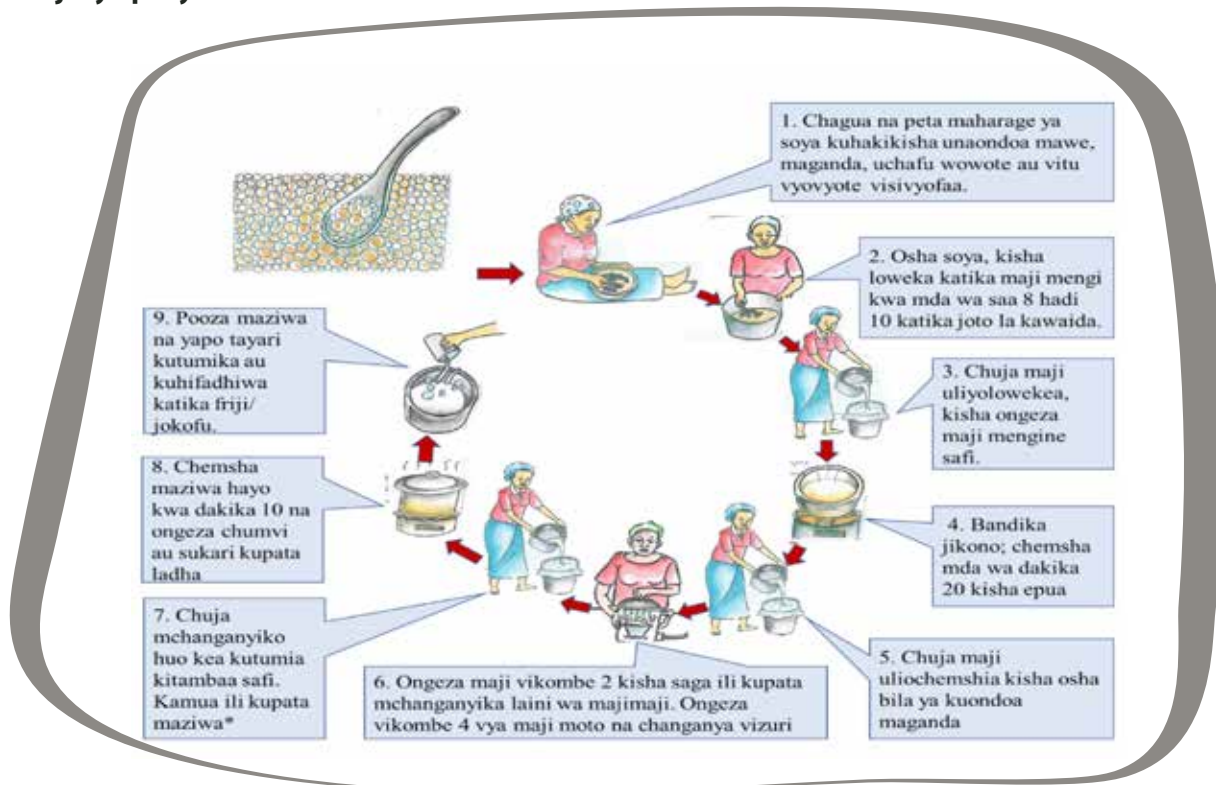 1. Chagua na peta maharage ya
soya kuhakikisha unaondoa mawe,
maganda, uchafu wowote au vitu
vyovyote visivyofaa.
2. Osha soya, kisha
loweka katika maji mengi
kwa mda wa saa 8 hadi
10 katika joto la kawaida.
3. Chuja maji
uliyolowekea,
kisha ongeza
maji mengine
safi.
4. Bandika
jikono; chemsha
mda wa dakika
20 kisha epua
5. Chuja maji
uliochemshia kisha osha
bila ya kuondoa
maganda
6. Ongeza maji vikombe 2 kisha saga ili kupata
mchanganyika laini wa majimaji. Ongeza
vikombe 4 vya maji moto na changanya vizuri
7. Chuja
mchanganyiko
huo kea kutumia
kitambaa safi.
Kamua ili kupata
maziwa*
8. Chemsha
maziwa hayo
kwa dakika 10 na
ongeza chumvi
au sukari kupata
ladha
9. Pooza maziwa
na yapo tayari
kutumika au
kuhifadhiwa
katika friji/
jokofu.